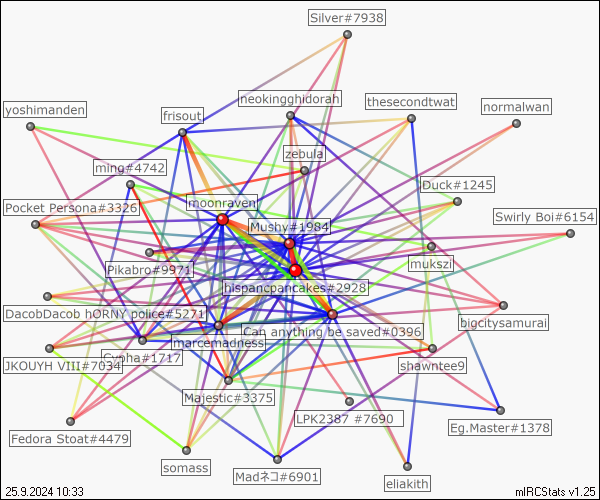 Silver#7938
neokingghidorah
thesecondtwat
normalwan
yoshimanden
frisout
zebula
ming#4742
Duck#1245
moonraven
Pocket Persona#3326
Mushy#1984
Swirly Boi#6154
Pikabro#9971
mukszi
hispancpancakes#2928
DacobDacob hORNY police#5271
bigcitysamurai
Can anything be saved#0396
marcemadness
Cypha#1717
JKOUYH VIII#7034
shawntee9
Majestic#3375
LPK2387 #7690
Eg.Master#1378
Fedora Stoat#4479
somass
Madネコ#6901
eliakith
25.9.2024 10:33
mIRCStats v1.25